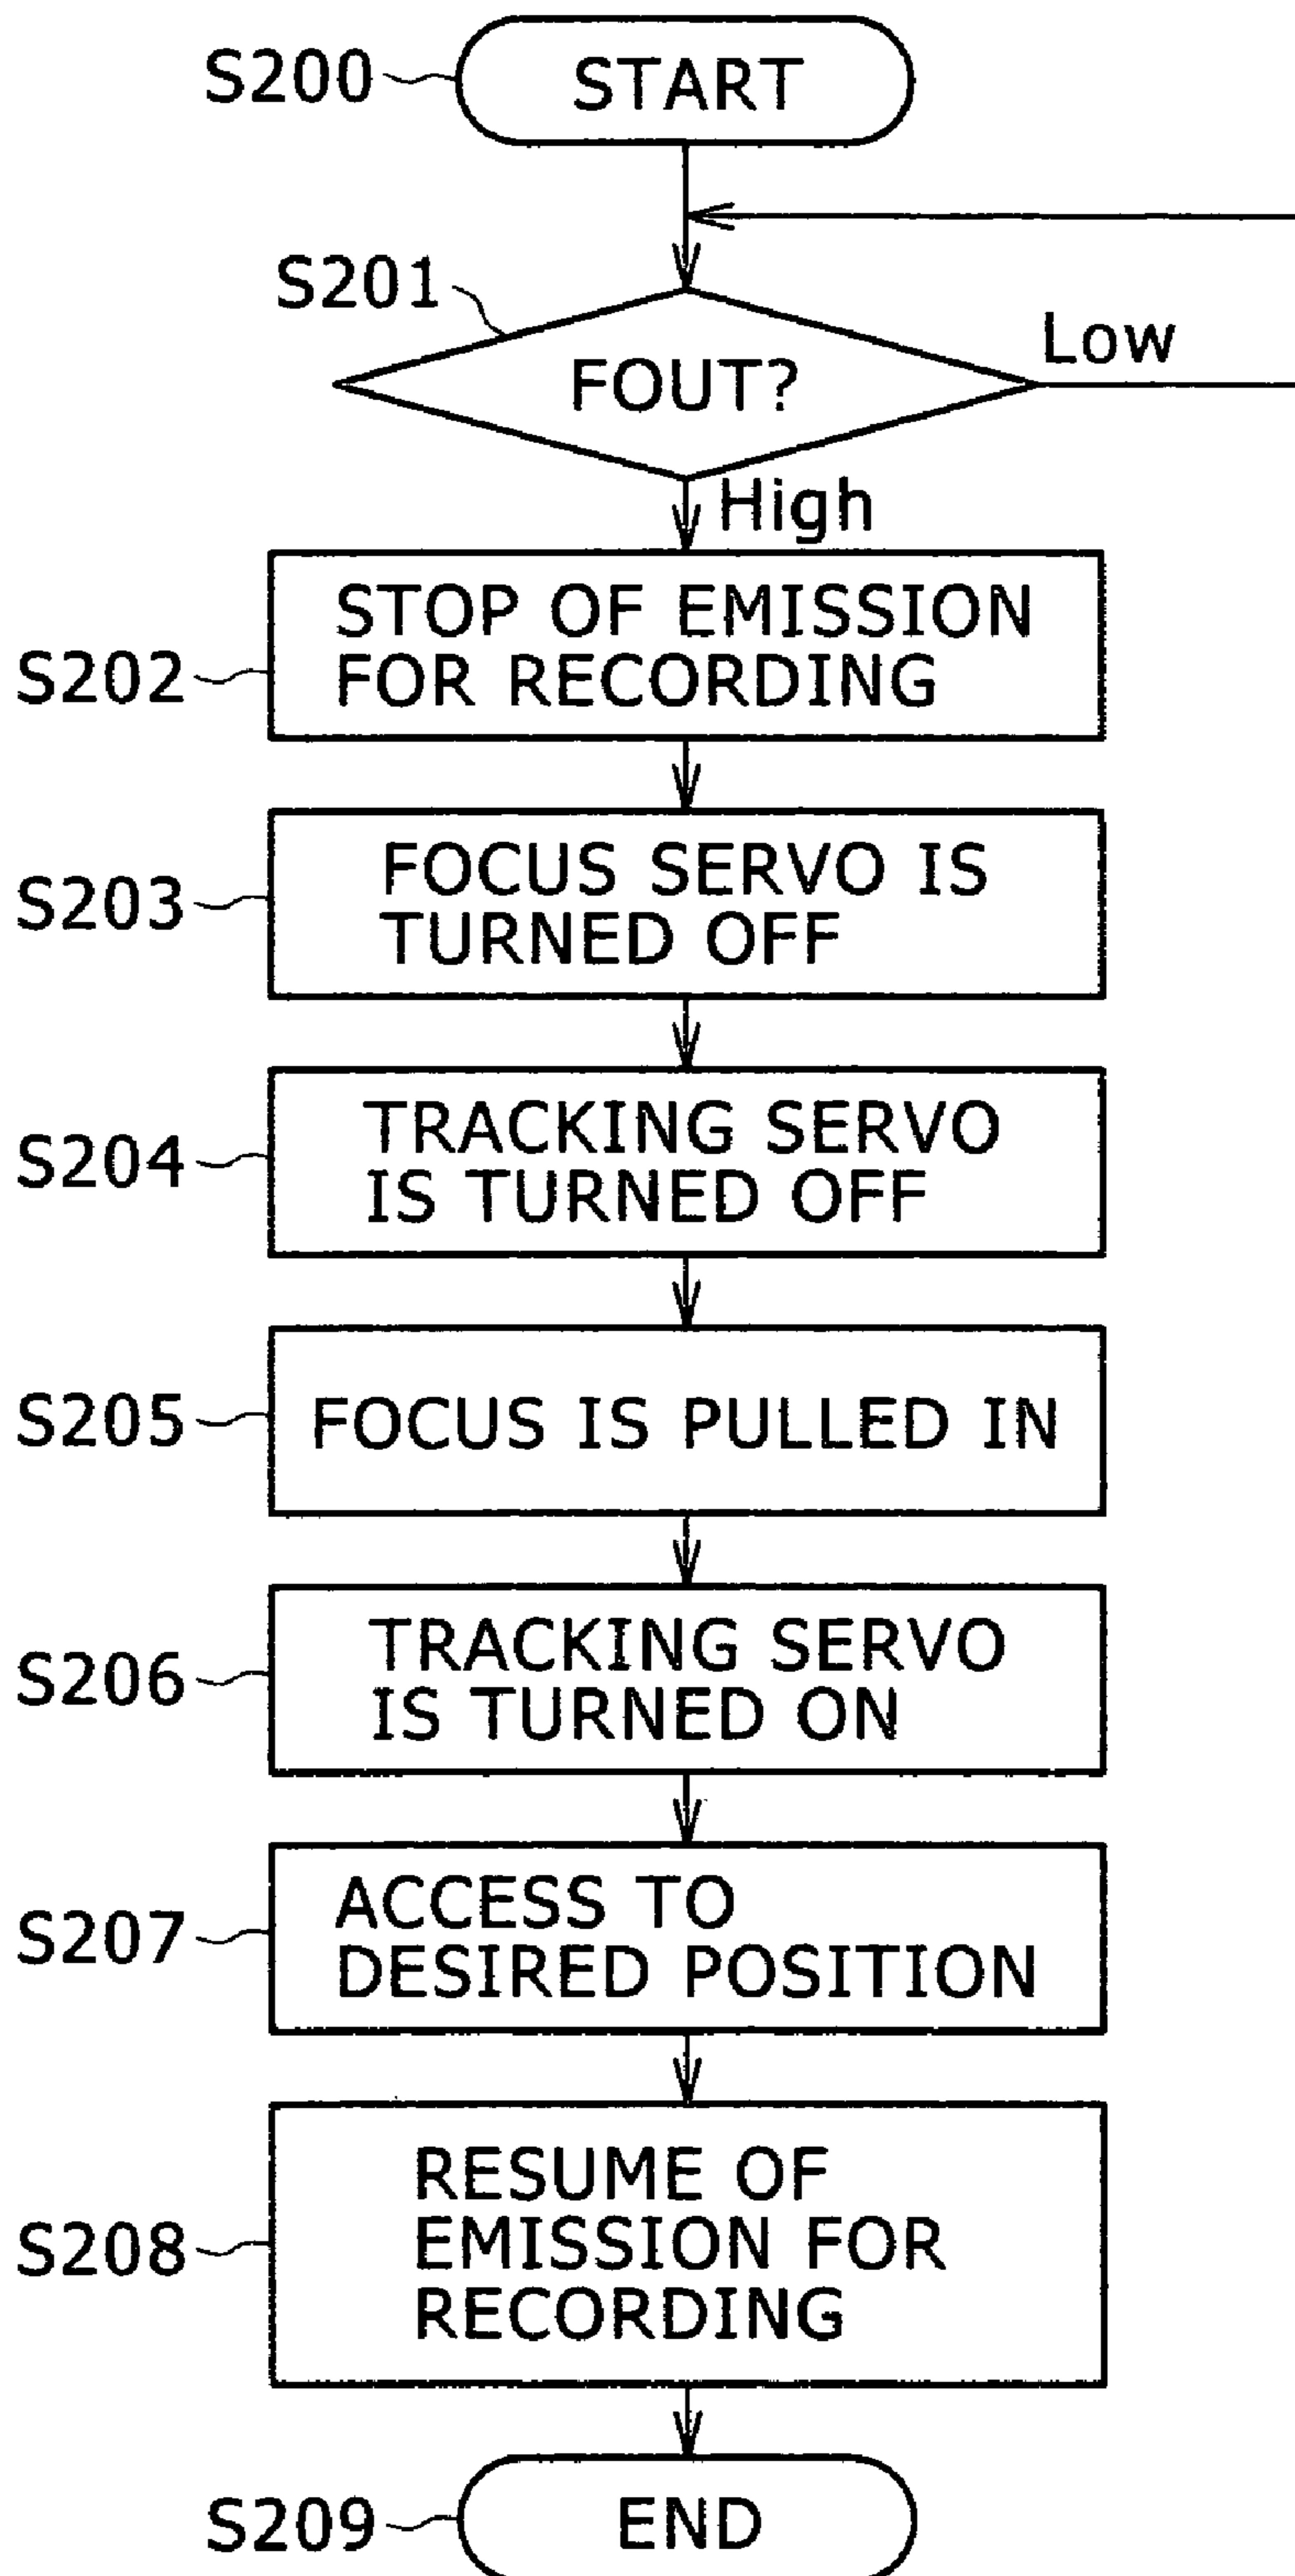 S200
START
S201
FOUT?
Low
High
S202
STOP OF EMISSION
FOR RECORDING
S203
FOCUS SERVO IS
TURNED OFF
S204
TRACKING SERVO
IS TURNED OFF
S205
FOCUS IS PULLED IN
S206
TRACKING SERVO
IS TURNED ON
S207
ACCESS TO
DESIRED POSITION
S208
RESUME OF
EMISSION FOR
RECORDING
S209
END